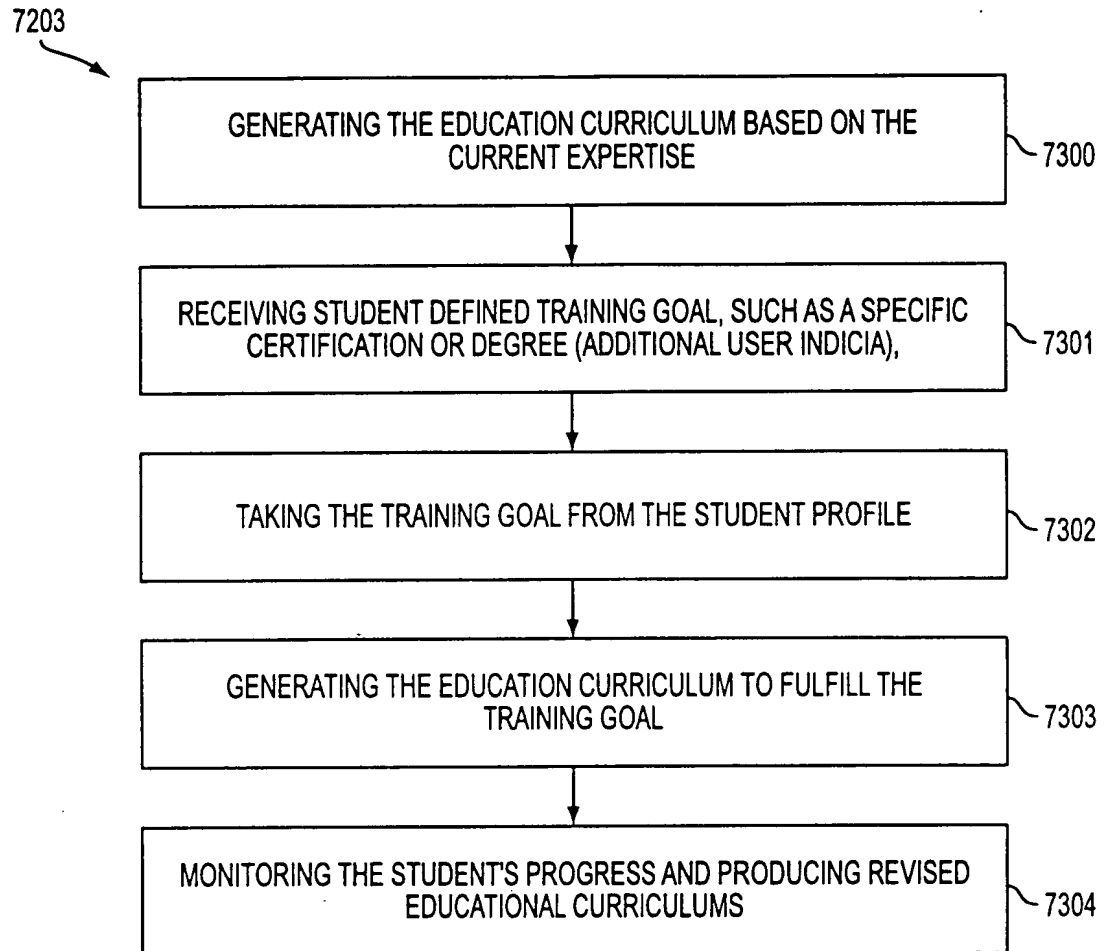 7203
GENERATING THE EDUCATION CURRICULUM BASED ON THE
CURRENT EXPERTISE
7300
RECEIVING STUDENT DEFINED TRAINING GOAL, SUCH AS A SPECIFIC
CERTIFICATION OR DEGREE (ADDITIONAL USER INDICIA),
7301
TAKING THE TRAINING GOAL FROM THE STUDENT PROFILE
7302
GENERATING THE EDUCATION CURRICULUM TO FULFILL THE
TRAINING GOAL
7303
MONITORING THE STUDENT'S PROGRESS AND PRODUCING REVISED
EDUCATIONAL CURRICULUMS
7304